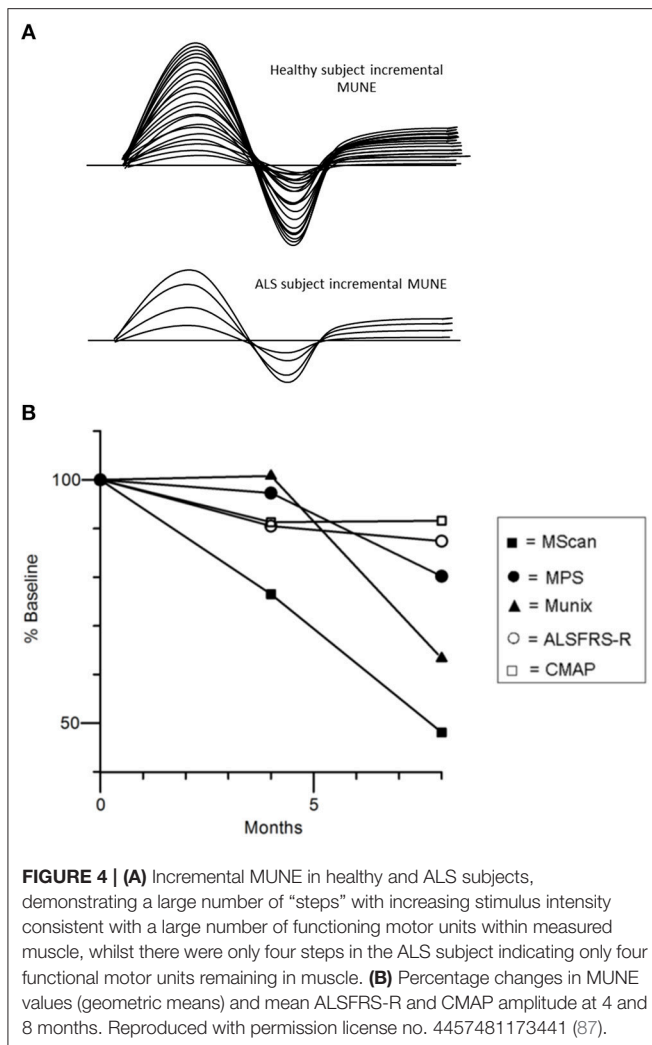 A
Healthy subject incremental
MUNE
ALS subject incremental MUNE
B
100
50
% Baseline
0
5
Months
■ = MScan
● = MPS
▲ = Munix
○ = ALSFRS-R
□ = CMAP
FIGURE 4 | (A) Incremental MUNE in healthy and ALS subjects,
demonstrating a large number of “steps” with increasing stimulus intensity
consistent with a large number of functioning motor units within measured
muscle, whilst there were only four steps in the ALS subject indicating only four
functional motor units remaining in muscle. (B) Percentage changes in MUNE
values (geometric means) and mean ALSFRS-R and CMAP amplitude at 4 and
8 months. Reproduced with permission license no. 4457481173441 (87).